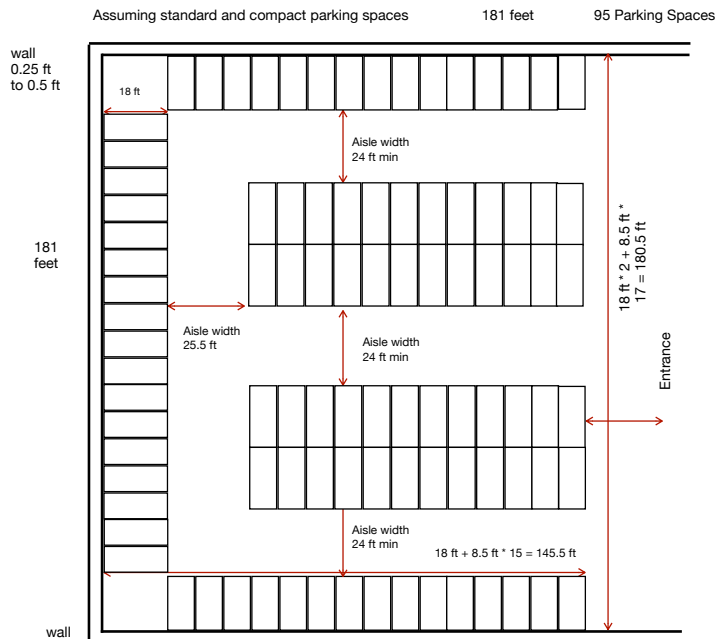 Assuming standard and compact parking spaces 181 feet 95 Parking Spaces
wall
0.25 ft
to 0.5 ft
18 ft
Aisle width
24 ft min
181
feet
18 ft * 2 + 8.5 ft *
17 = 180.5 ft
Aisle width
25.5 ft
Aisle width
24 ft min
Entrance
Aisle width
24 ft min
18 ft + 8.5 ft * 15 = 145.5 ft
wall